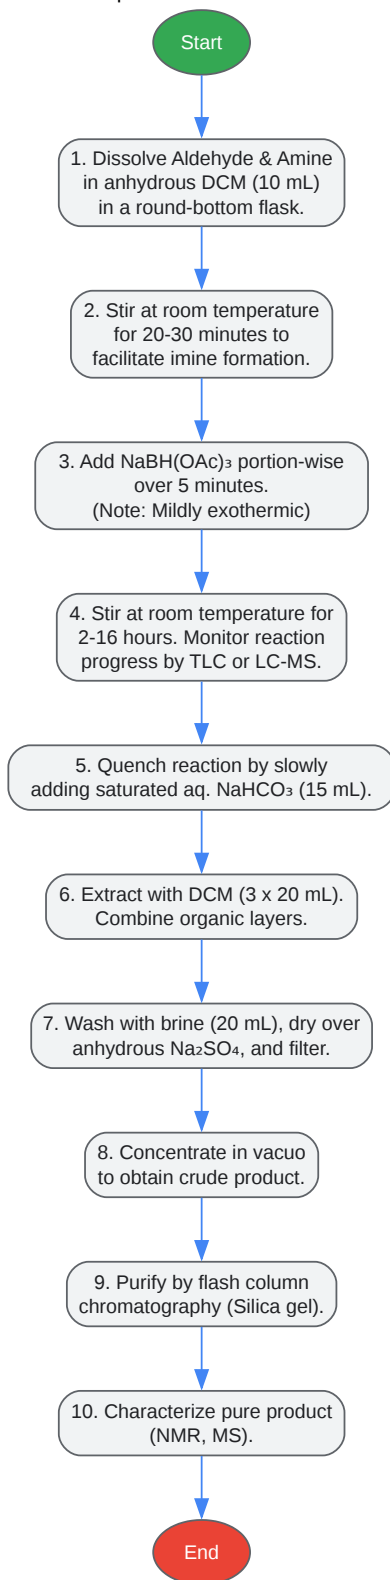 Start
1. Dissolve Aldehyde & Amine
in anhydrous DCM (10 mL)
in a round-bottom flask.
2. Stir at room temperature
for 20-30 minutes to
facilitate imine formation.
3. Add NaBH(OAc)₃ portion-wise
over 5 minutes.
(Note: Mildly exothermic)
4. Stir at room temperature for
2-16 hours. Monitor reaction
progress by TLC or LC-MS.
5. Quench reaction by slowly
adding saturated aq. NaHCO₃ (15 mL).
6. Extract with DCM (3 x 20 mL).
Combine organic layers.
7. Wash with brine (20 mL), dry over
anhydrous Na₂SO₄, and filter.
8. Concentrate in vacuo
to obtain crude product.
9. Purify by flash column
chromatography (Silica gel).
10. Characterize pure product
(NMR, MS).
End